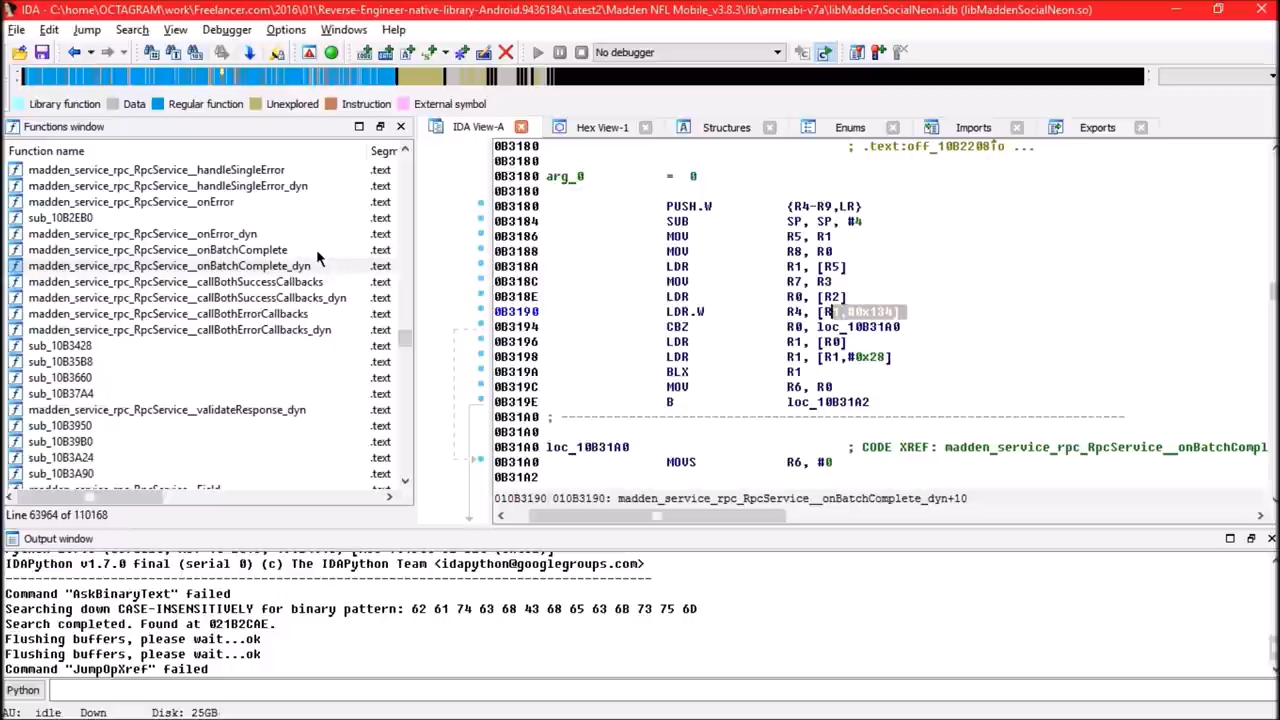 IDA - C:\Users\OCTAGRAM\work\Freelancer.com\2016\01\Reverse-Engineer-native-library-Android.9436184\Latest2\Madden NFL Mobile_v3.8.3\lib\armeabi-v7a\libMaddenSocialNeon.idb (libMaddenSocialNeon.so)
File Edit Jump Search View Debugger Options Windows Help
No debugger
Library function Data Regular function Unexplored Instruction External symbol
Functions window
IDA View-A Hex View-1 Structures Enums Imports Exports
Function name Segr
madden_service_rpc_RpcService__handleSingleError .text
madden_service_rpc_RpcService__handleSingleError_dyn .text
madden_service_rpc_RpcService__onError .text
sub_10B2EB0 .text
madden_service_rpc_RpcService__onError_dyn .text
madden_service_rpc_RpcService__onBatchComplete .text
madden_service_rpc_RpcService__onBatchComplete_dyn .text
madden_service_rpc_RpcService__callBothSuccessCallbacks .text
madden_service_rpc_RpcService__callBothSuccessCallbacks_dyn .text
madden_service_rpc_RpcService__callBothErrorCallbacks .text
madden_service_rpc_RpcService__callBothErrorCallbacks_dyn .text
sub_10B3428 .text
sub_10B35B8 .text
sub_10B3660 .text
sub_10B37A4 .text
madden_service_rpc_RpcService__validateResponse_dyn .text
sub_10B3950 .text
sub_10B39B0 .text
sub_10B3A24 .text
sub_10B3A90 .text
Line 63964 of 110168
0B3180 ; .text:off_10B2208↑o ...
0B3180
0B3180 arg_0 = 0
0B3180
0B3180 PUSH.W {R4-R9,LR}
0B3184 SUB SP, SP, #4
0B3186 MOV R5, R1
0B3188 MOV R8, R0
0B318A LDR R1, [R5]
0B318C MOV R7, R3
0B318E LDR R0, [R2]
0B3190 LDR.W R4, [R1,#0x134]
0B3194 CBZ R0, loc_10B31A0
0B3196 LDR R1, [R0]
0B3198 LDR R1, [R1,#0x28]
0B319A BLX R1
0B319C MOV R6, R0
0B319E B loc_10B31A2
0B31A0 ; ---------------------------------------------------------------------------
0B31A0
0B31A0 loc_10B31A0 ; CODE XREF: madden_service_rpc_RpcService__onBatchCompl
0B31A0 MOVS R6, #0
0B31A2
010B3190 010B3190: madden_service_rpc_RpcService__onBatchComplete_dyn+10
Output window
IDAPython v1.7.0 final (serial 0) (c) The IDAPython Team <idapython@googlegroups.com>
---------------------------------------------------------------------------------
Command "AskBinaryText" failed
Searching down CASE-INSENSITIVELY for binary pattern: 62 61 74 63 68 43 68 65 63 6B 73 75 6D
Search completed. Found at 021B2CAE.
Flushing buffers, please wait...ok
Flushing buffers, please wait...ok
Command "JumpOpXref" failed
Python
AU: idle Down Disk: 25GB